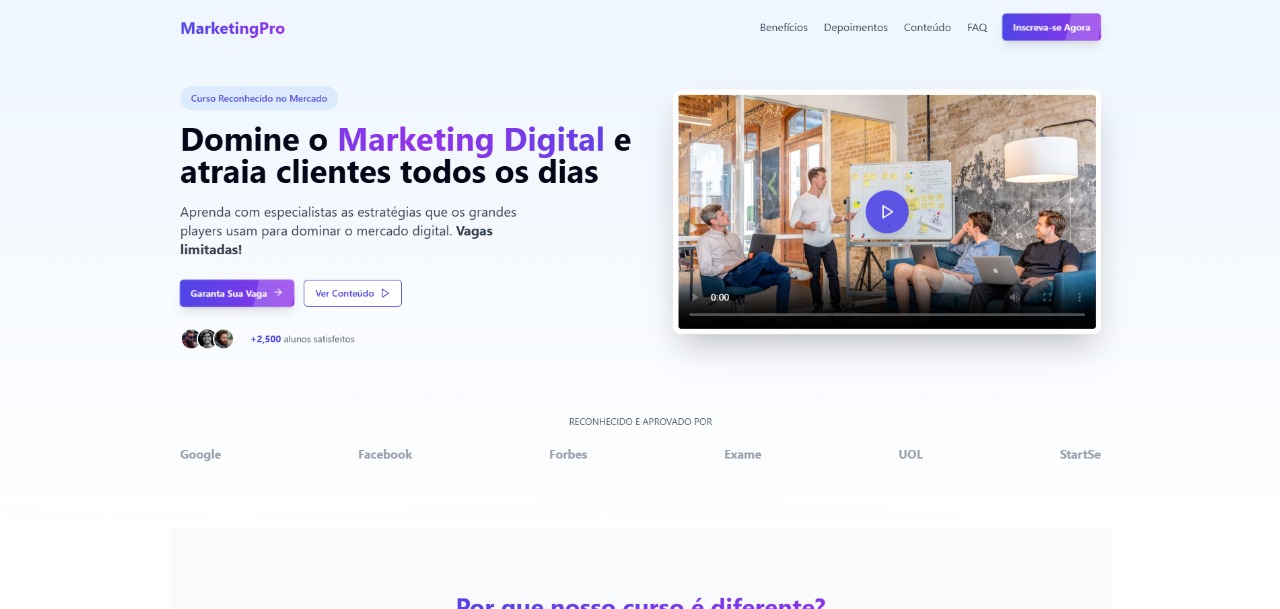 MarketingPro
Benefícios Depoimentos Conteúdo FAQ Inscreva-se Agora
Curso Reconhecido no Mercado
Domine o Marketing Digital e
atraia clientes todos os dias
Aprenda com especialistas as estratégias que os grandes
players usam para dominar o mercado digital. Vagas
limitadas!
Garanta Sua Vaga Ver Conteúdo
+2,500 alunos satisfeitos
0:00
RECONHECIDO E APROVADO POR
Google Facebook Forbes Exame UOL StartSe
Por que nosso curso é diferente?